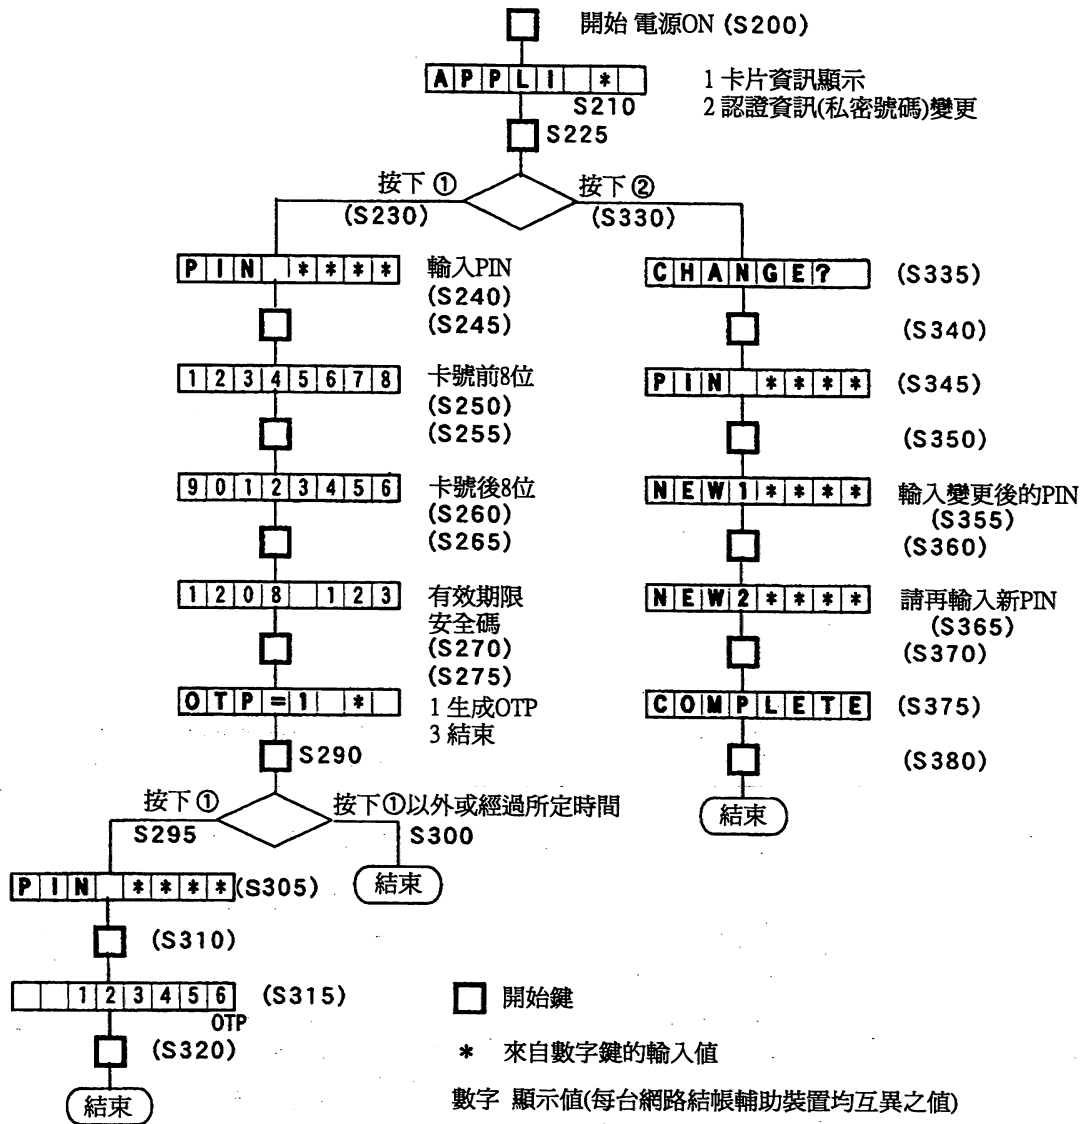 開始 電源ON (S200)
APPLI *
1 卡片資訊顯示
S210
2 認證資訊(私密號碼)變更
S225
按下 ①
(S230)
按下 ②
(S330)
PIN ****
輸入PIN
(S240)
(S245)
12345678
卡號前8位
(S250)
(S255)
90123456
卡號後8位
(S260)
(S265)
1208 123
有效期限
安全碼
(S270)
(S275)
OTP=1 *
1 生成OTP
3 結束
S290
按下 ①
S295
按下 ①以外或經過所定時間
S300
結束
PIN ****
(S305)
(S310)
123456
(S315)
OTP
(S320)
結束
CHANGE?
(S335)
(S340)
PIN ****
(S345)
(S350)
NEW1****
輸入變更後的PIN
(S355)
(S360)
NEW2****
請再輸入新PIN
(S365)
(S370)
COMPLETE
(S375)
(S380)
結束
開始鍵
* 來自數字鍵的輸入值
數字 顯示值(每台網路結帳輔助裝置均互異之值)